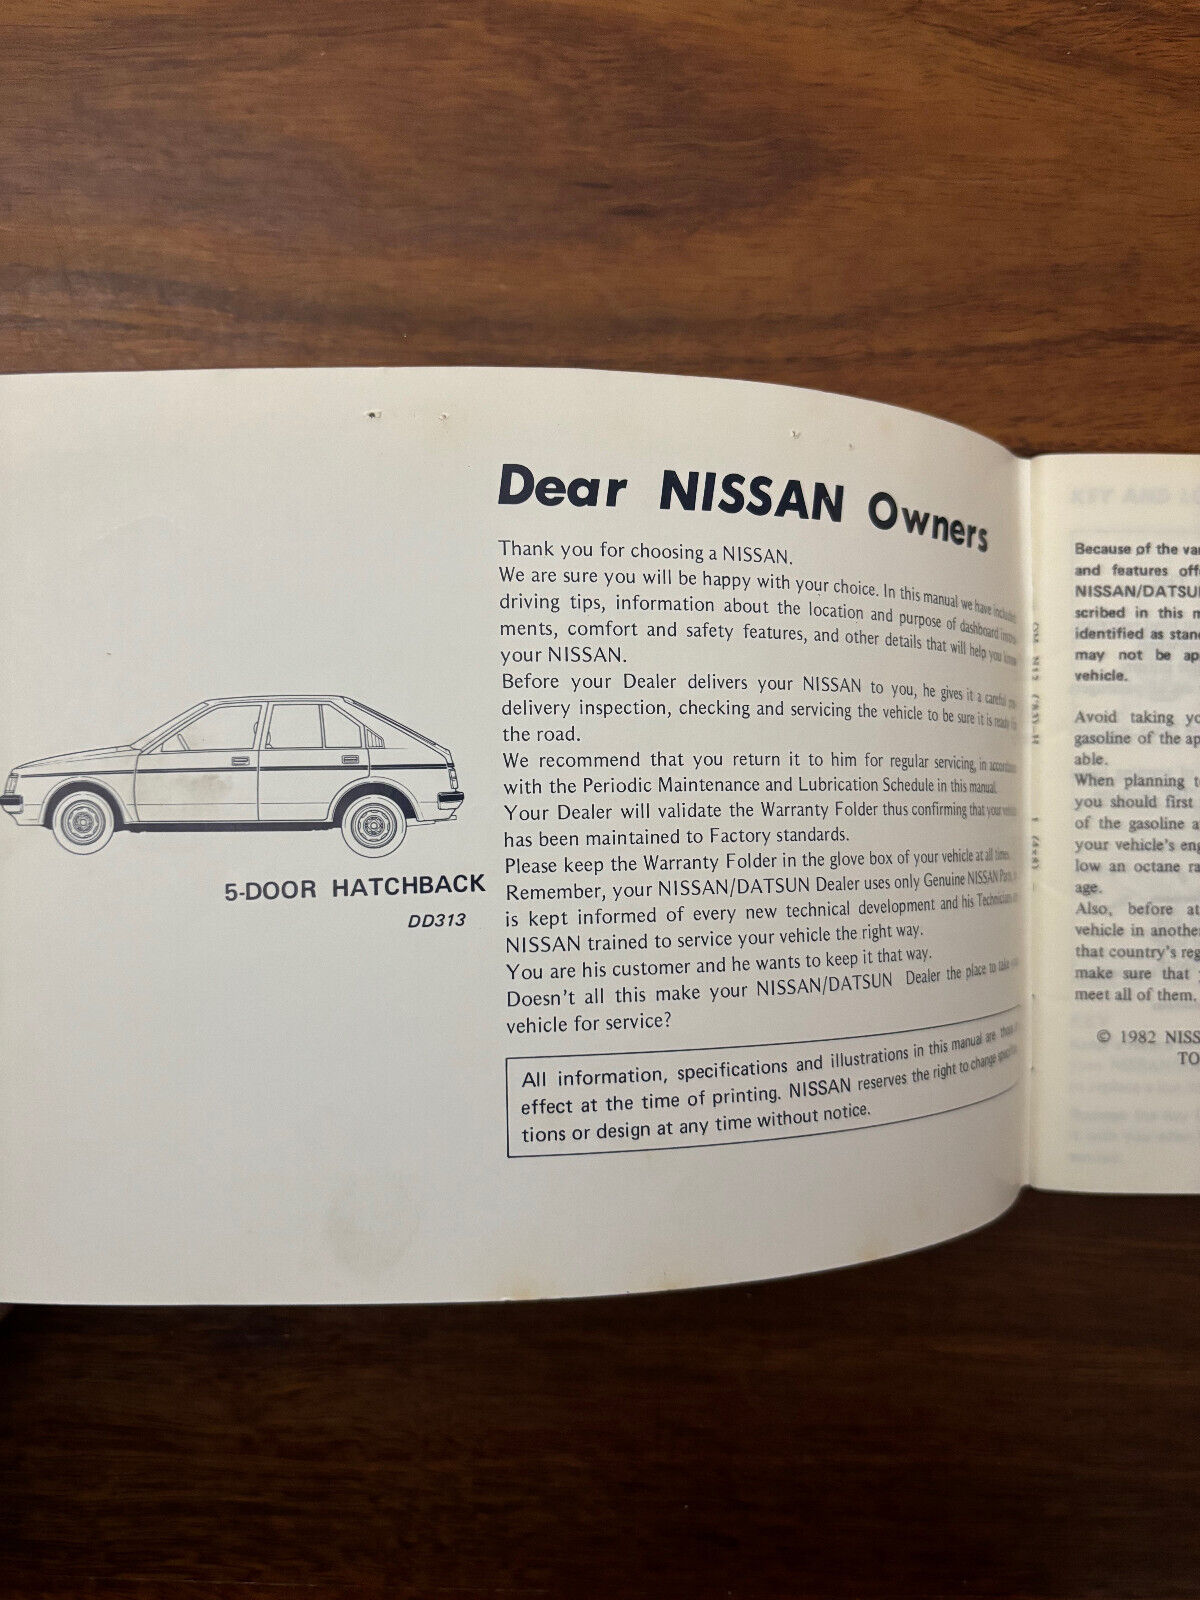 Dear NISSAN Owners
Thank you for choosing a NISSAN.
We are sure you will be happy with your choice. In this manual we have
driving tips, information about the location and purpose of dashboard
ments, comfort and safety features, and other details that will help you
your NISSAN.
Before your Dealer delivers your NISSAN to you, he gives it a careful
delivery inspection, checking and servicing the vehicle to be sure it is ready
the road.
We recommend that you return it to him for regular servicing, in
with the Periodic Maintenance and Lubrication Schedule in this manual.
Your Dealer will validate the Warranty Folder thus confirming that your
has been maintained to Factory standards.
Please keep the Warranty Folder in the glove box of your vehicle at all times.
Remember, your NISSAN/DATSUN Dealer uses only Genuine NISSAN
is kept informed of every new technical development and his
NISSAN trained to service your vehicle the right way.
You are his customer and he wants to keep it that way.
Doesn't all this make your NISSAN/DATSUN Dealer the place to take
vehicle for service?
All information, specifications and illustrations in this manual are
effect at the time of printing. NISSAN reserves the right to change
tions or design at any time without notice.
5-DOOR HATCHBACK
DD313
Because of the
and features
NISSAN/
scribed in this
identified as
may not be
vehicle.
Avoid taking
gasoline of the
able.
When planning
you should first
of the gasoline
your vehicle's
low an octane
age.
Also, before
vehicle in
that country's
make sure that
meet all of them.
© 1982